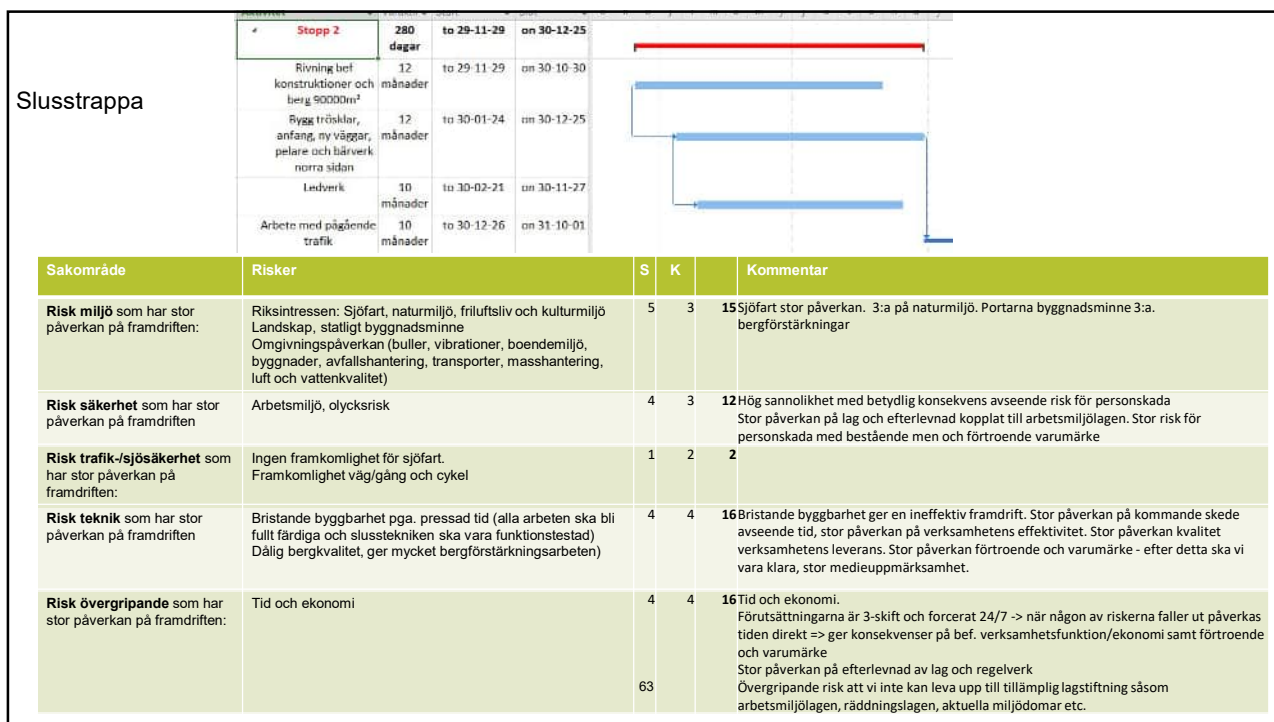 Slusstrappa
Stopp 2 280 dagar to 29-11-29 on 30-12-25
Rivning bef konstruktioner och berg 90000m³ 12 månader to 29-11-29 on 30-10-30
Bygg trösklar, anfang, ny väggar, pelare och bärverk norra sidan 12 månader to 30-01-24 on 30-12-25
Ledverk 10 månader to 30-02-21 on 30-11-27
Arbete med pågående trafik 10 månader to 30-12-26 on 31-10-01
Sakområde Risker S K Kommentar
Risk miljö som har stor
påverkan på framdriften:
Riksintressen: Sjöfart, naturmiljö, friluftsliv och kulturmiljö
Landskap, statligt byggnadsminne
Omgivningspåverkan (buller, vibrationer, boendemiljö,
byggnader, avfallshantering, transporter, masshantering,
luft och vattenkvalitet)
5 3 15
Sjöfart stor påverkan. 3:a på naturmiljö. Portarna byggnadsminne 3:a.
bergförstärkningar
Risk säkerhet som har stor
påverkan på framdriften
Arbetsmiljö, olycksrisk
4 3 12
Hög sannolikhet med betydlig konsekvens avseende risk för personskada
Stor påverkan på lag och efterlevnad kopplat till arbetsmiljölagen. Stor risk för
personskada med bestående men och förtroende varumärke
Risk trafik-/sjösäkerhet som
har stor påverkan på
framdriften:
Ingen framkomlighet för sjöfart.
Framkomlighet väg/gång och cykel
1 2 2
Risk teknik som har stor
påverkan på framdriften
Bristande byggbarhet pga. pressad tid (alla arbeten ska bli
fullt färdiga och slusstekniken ska vara funktionstestad)
Dålig bergkvalitet, ger mycket bergförstärkningsarbeten)
4 4 16
Bristande byggbarhet ger en ineffektiv framdrift. Stor påverkan på kommande skede
avseende tid, stor påverkan på verksamhetens effektivitet. Stor påverkan kvalitet
verksamhetens leverans. Stor påverkan förtroende och varumärke - efter detta ska vi
vara klara, stor medieuppmärksamhet.
Risk övergripande som har
stor påverkan på framdriften:
Tid och ekonomi
4 4 16
Tid och ekonomi.
Förutsättningarna är 3-skift och forcerat 24/7 -> när någon av riskerna faller ut påverkas
tiden direkt => ger konsekvenser på bef. verksamhetsfunktion/ekonomi samt förtroende
och varumärke
Stor påverkan på efterlevnad av lag och regelverk
63
Övergripande risk att vi inte kan leva upp till tillämplig lagstiftning såsom
arbetsmiljölagen, räddningslagen, aktuella miljödomar etc.